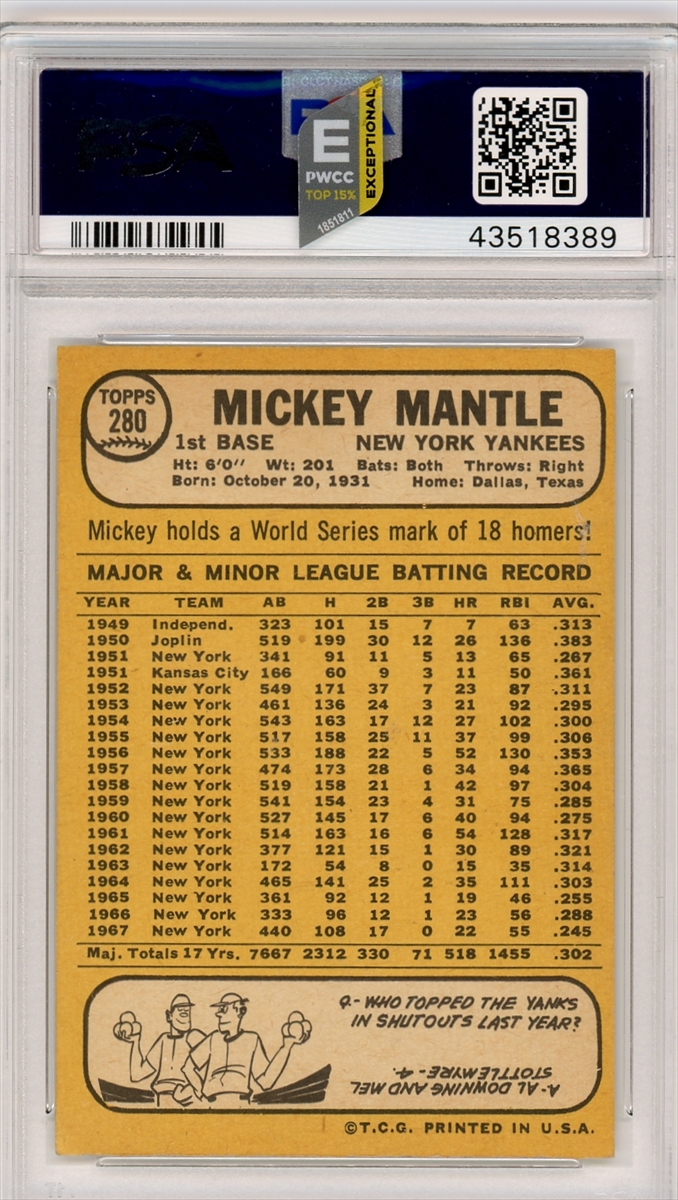 PSA
E
PWCC
TOP 15%
EXCEPTIONAL
1851811
43518389
TOPPS
280
MICKEY MANTLE
1st BASE NEW YORK YANKEES
Ht: 6'0" Wt: 201 Bats: Both Throws: Right
Born: October 20, 1931 Home: Dallas, Texas
Mickey holds a World Series mark of 18 homers!
MAJOR & MINOR LEAGUE BATTING RECORD
YEAR TEAM AB H 2B 3B HR RBI AVG.
1949 Independ. 323 101 15 7 7 63 .313
1950 Joplin 519 199 30 12 26 136 .383
1951 New York 341 91 11 5 13 65 .267
1951 Kansas City 166 60 9 3 11 50 .361
1952 New York 549 171 37 7 23 87 .311
1953 New York 461 136 24 3 21 92 .295
1954 New York 543 163 17 12 27 102 .300
1955 New York 517 158 25 11 37 99 .306
1956 New York 533 188 22 5 52 130 .353
1957 New York 474 173 28 6 34 94 .365
1958 New York 519 158 21 1 42 97 .304
1959 New York 541 154 23 4 31 75 .285
1960 New York 527 145 17 6 40 94 .275
1961 New York 514 163 16 6 54 128 .317
1962 New York 377 121 15 1 30 89 .321
1963 New York 172 54 8 0 15 35 .314
1964 New York 465 141 25 2 35 111 .303
1965 New York 361 92 12 1 19 46 .255
1966 New York 333 96 12 1 23 56 .288
1967 New York 440 108 17 0 22 55 .245
Maj. Totals 17 Yrs. 7667 2312 330 71 518 1455 .302
Q- WHO TOPPED THE YANKS
IN SHUTOUTS LAST YEAR?
A- AL DOWNING AND MEL
STOTTLEMYRE - 4.
©T.C.G. PRINTED IN U.S.A.